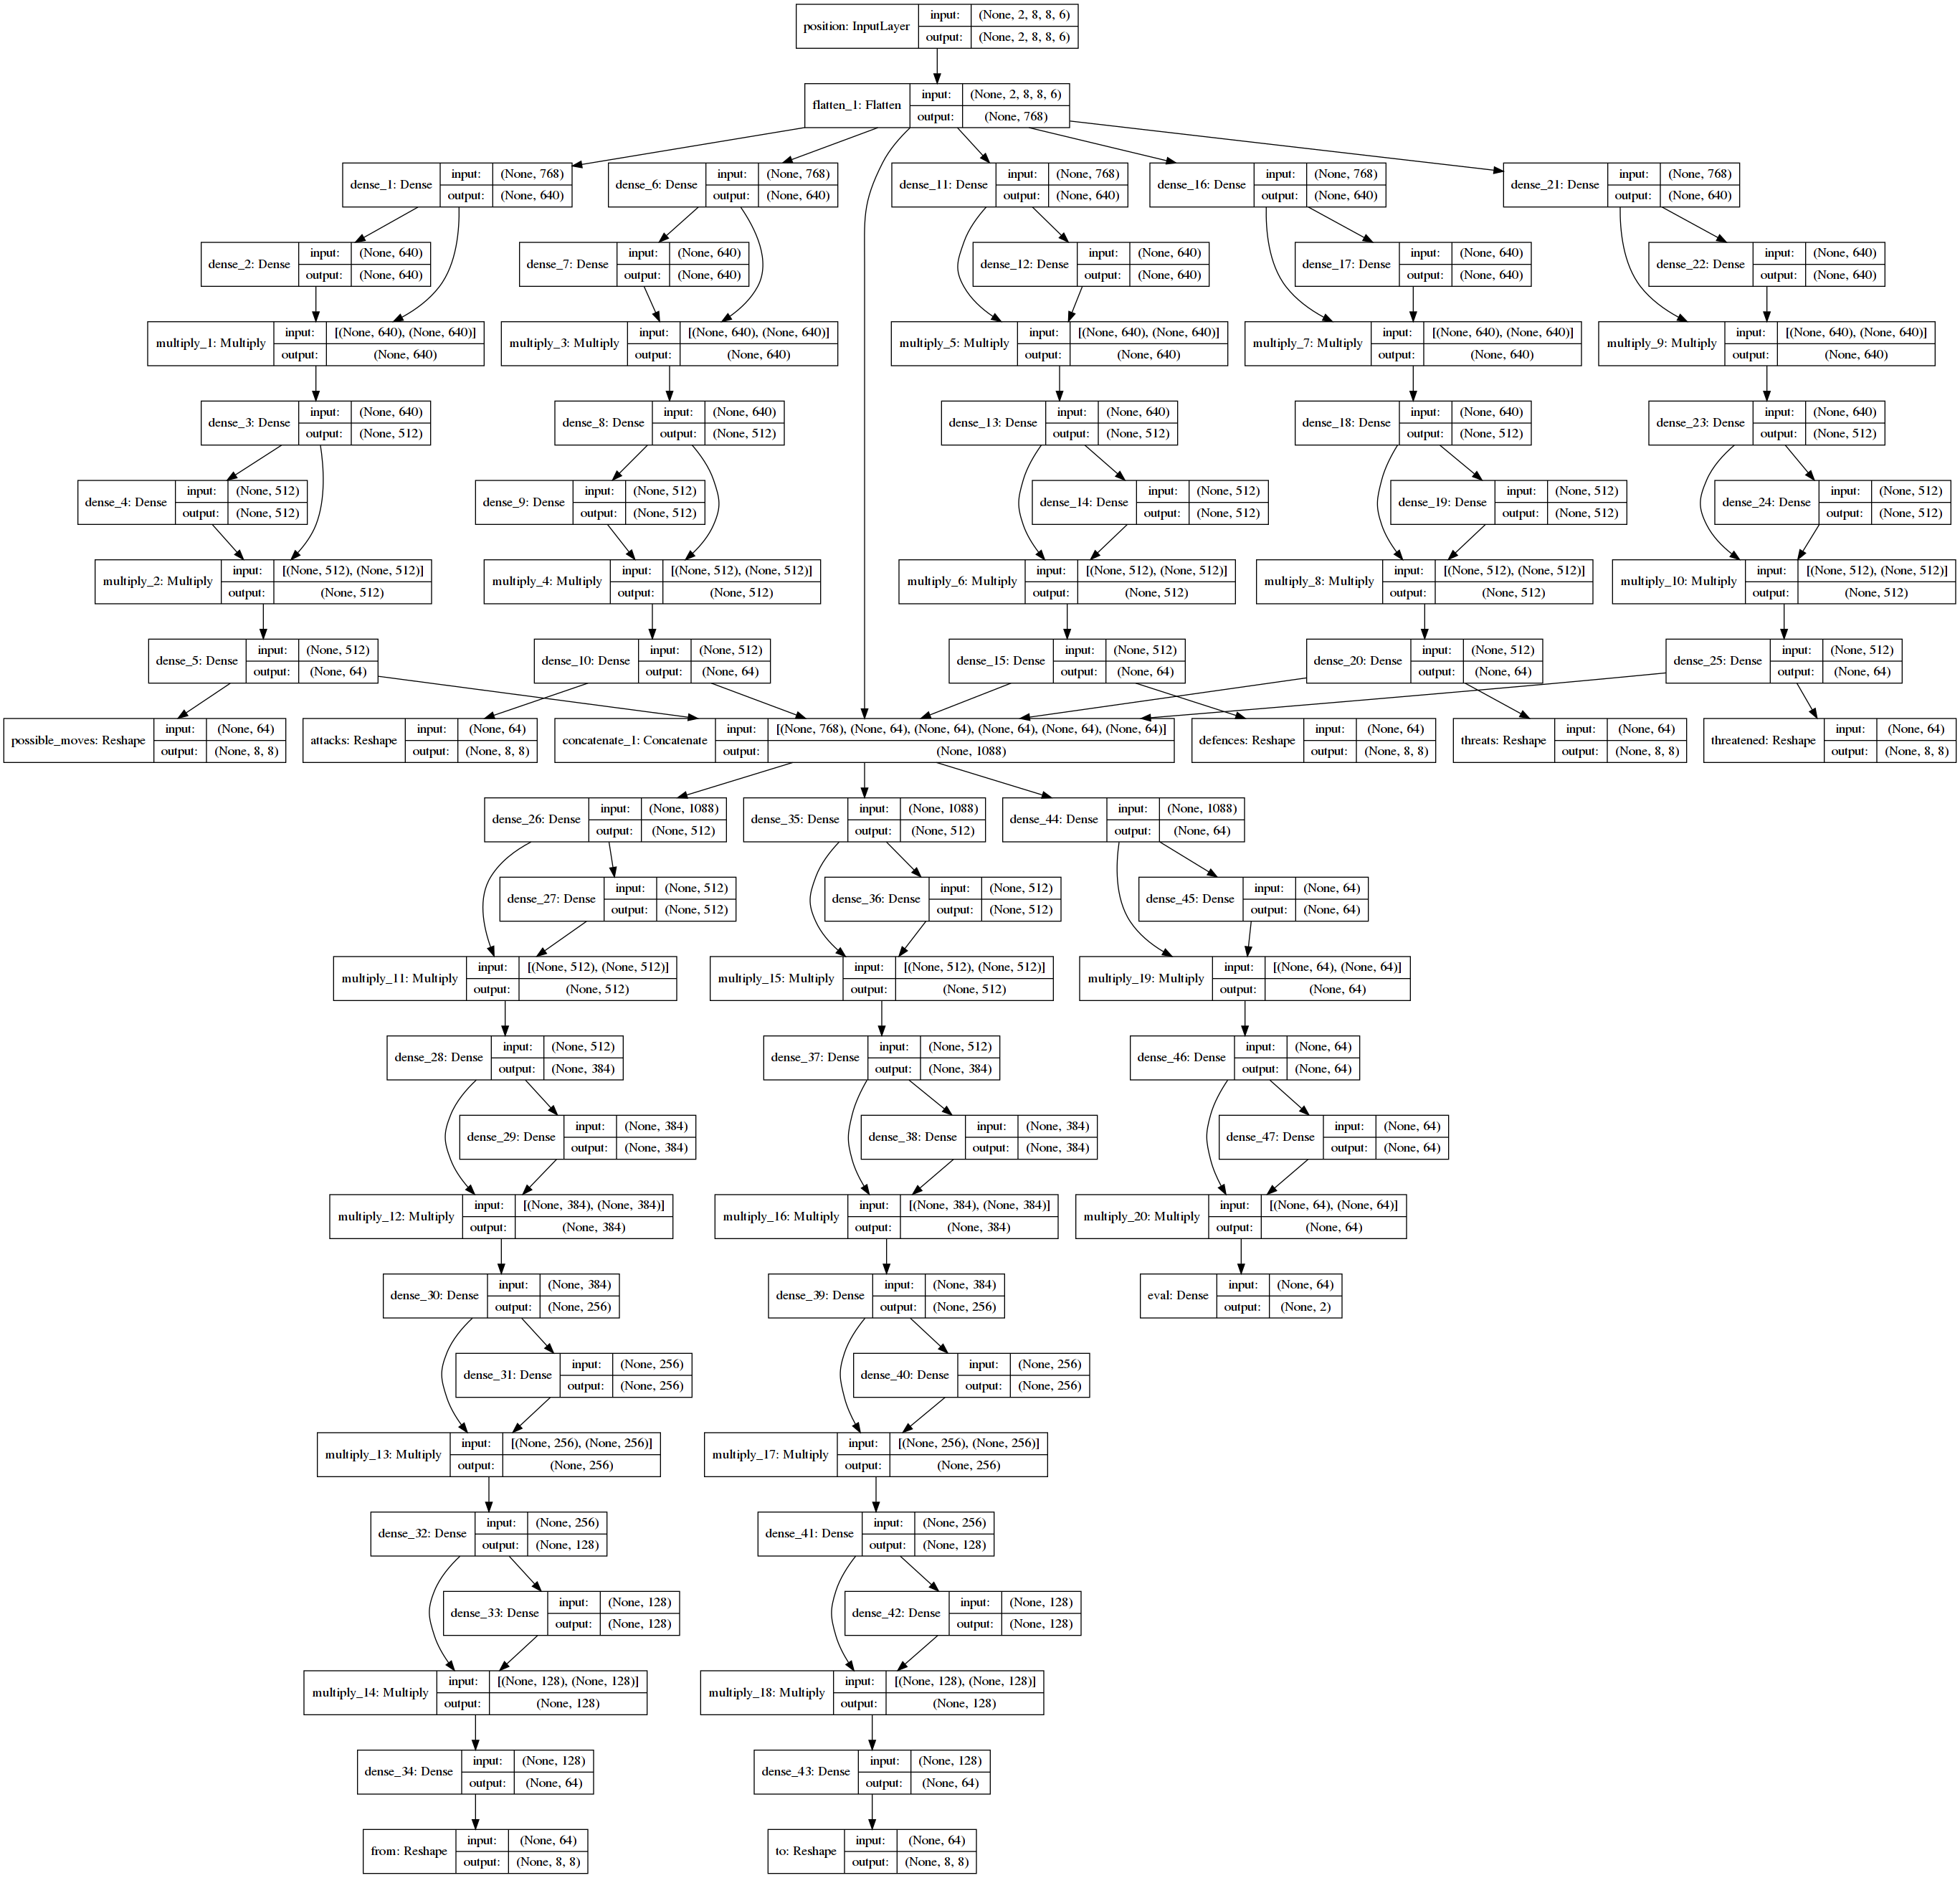 position: InputLayer
input: (None, 2, 8, 8, 6)
output: (None, 2, 8, 8, 6)
flatten_1: Flatten
input: (None, 2, 8, 8, 6)
output: (None, 768)
dense_1: Dense
input: (None, 768)
output: (None, 640)
dense_6: Dense
input: (None, 768)
output: (None, 640)
dense_11: Dense
input: (None, 768)
output: (None, 640)
dense_16: Dense
input: (None, 768)
output: (None, 640)
dense_21: Dense
input: (None, 768)
output: (None, 640)
dense_2: Dense
input: (None, 640)
output: (None, 640)
dense_7: Dense
input: (None, 640)
output: (None, 640)
dense_12: Dense
input: (None, 640)
output: (None, 640)
dense_17: Dense
input: (None, 640)
output: (None, 640)
dense_22: Dense
input: (None, 640)
output: (None, 640)
multiply_1: Multiply
input: [(None, 640), (None, 640)]
output: (None, 640)
multiply_3: Multiply
input: [(None, 640), (None, 640)]
output: (None, 640)
multiply_5: Multiply
input: [(None, 640), (None, 640)]
output: (None, 640)
multiply_7: Multiply
input: [(None, 640), (None, 640)]
output: (None, 640)
multiply_9: Multiply
input: [(None, 640), (None, 640)]
output: (None, 640)
dense_3: Dense
input: (None, 640)
output: (None, 512)
dense_8: Dense
input: (None, 640)
output: (None, 512)
dense_13: Dense
input: (None, 640)
output: (None, 512)
dense_18: Dense
input: (None, 640)
output: (None, 512)
dense_23: Dense
input: (None, 640)
output: (None, 512)
dense_4: Dense
input: (None, 512)
output: (None, 512)
dense_9: Dense
input: (None, 512)
output: (None, 512)
dense_14: Dense
input: (None, 512)
output: (None, 512)
dense_19: Dense
input: (None, 512)
output: (None, 512)
dense_24: Dense
input: (None, 512)
output: (None, 512)
multiply_2: Multiply
input: [(None, 512), (None, 512)]
output: (None, 512)
multiply_4: Multiply
input: [(None, 512), (None, 512)]
output: (None, 512)
multiply_6: Multiply
input: [(None, 512), (None, 512)]
output: (None, 512)
multiply_8: Multiply
input: [(None, 512), (None, 512)]
output: (None, 512)
multiply_10: Multiply
input: [(None, 512), (None, 512)]
output: (None, 512)
dense_5: Dense
input: (None, 512)
output: (None, 64)
dense_10: Dense
input: (None, 512)
output: (None, 64)
dense_15: Dense
input: (None, 512)
output: (None, 64)
dense_20: Dense
input: (None, 512)
output: (None, 64)
dense_25: Dense
input: (None, 512)
output: (None, 64)
possible_moves: Reshape
input: (None, 64)
output: (None, 8, 8)
attacks: Reshape
input: (None, 64)
output: (None, 8, 8)
concatenate_1: Concatenate
input: [(None, 768), (None, 64), (None, 64), (None, 64), (None, 64), (None, 64)]
output: (None, 1088)
defences: Reshape
input: (None, 64)
output: (None, 8, 8)
threats: Reshape
input: (None, 64)
output: (None, 8, 8)
threatened: Reshape
input: (None, 64)
output: (None, 8, 8)
dense_26: Dense
input: (None, 1088)
output: (None, 512)
dense_35: Dense
input: (None, 1088)
output: (None, 512)
dense_44: Dense
input: (None, 1088)
output: (None, 64)
dense_27: Dense
input: (None, 512)
output: (None, 512)
dense_36: Dense
input: (None, 512)
output: (None, 512)
dense_45: Dense
input: (None, 64)
output: (None, 64)
multiply_11: Multiply
input: [(None, 512), (None, 512)]
output: (None, 512)
multiply_15: Multiply
input: [(None, 512), (None, 512)]
output: (None, 512)
multiply_19: Multiply
input: [(None, 64), (None, 64)]
output: (None, 64)
dense_28: Dense
input: (None, 512)
output: (None, 384)
dense_37: Dense
input: (None, 512)
output: (None, 384)
dense_46: Dense
input: (None, 64)
output: (None, 64)
dense_29: Dense
input: (None, 384)
output: (None, 384)
dense_38: Dense
input: (None, 384)
output: (None, 384)
dense_47: Dense
input: (None, 64)
output: (None, 64)
multiply_12: Multiply
input: [(None, 384), (None, 384)]
output: (None, 384)
multiply_16: Multiply
input: [(None, 384), (None, 384)]
output: (None, 384)
multiply_20: Multiply
input: [(None, 64), (None, 64)]
output: (None, 64)
dense_30: Dense
input: (None, 384)
output: (None, 256)
dense_39: Dense
input: (None, 384)
output: (None, 256)
eval: Dense
input: (None, 64)
output: (None, 2)
dense_31: Dense
input: (None, 256)
output: (None, 256)
dense_40: Dense
input: (None, 256)
output: (None, 256)
multiply_13: Multiply
input: [(None, 256), (None, 256)]
output: (None, 256)
multiply_17: Multiply
input: [(None, 256), (None, 256)]
output: (None, 256)
dense_32: Dense
input: (None, 256)
output: (None, 128)
dense_41: Dense
input: (None, 256)
output: (None, 128)
dense_33: Dense
input: (None, 128)
output: (None, 128)
dense_42: Dense
input: (None, 128)
output: (None, 128)
multiply_14: Multiply
input: [(None, 128), (None, 128)]
output: (None, 128)
multiply_18: Multiply
input: [(None, 128), (None, 128)]
output: (None, 128)
dense_34: Dense
input: (None, 128)
output: (None, 64)
dense_43: Dense
input: (None, 128)
output: (None, 64)
from: Reshape
input: (None, 64)
output: (None, 8, 8)
to: Reshape
input: (None, 64)
output: (None, 8, 8)